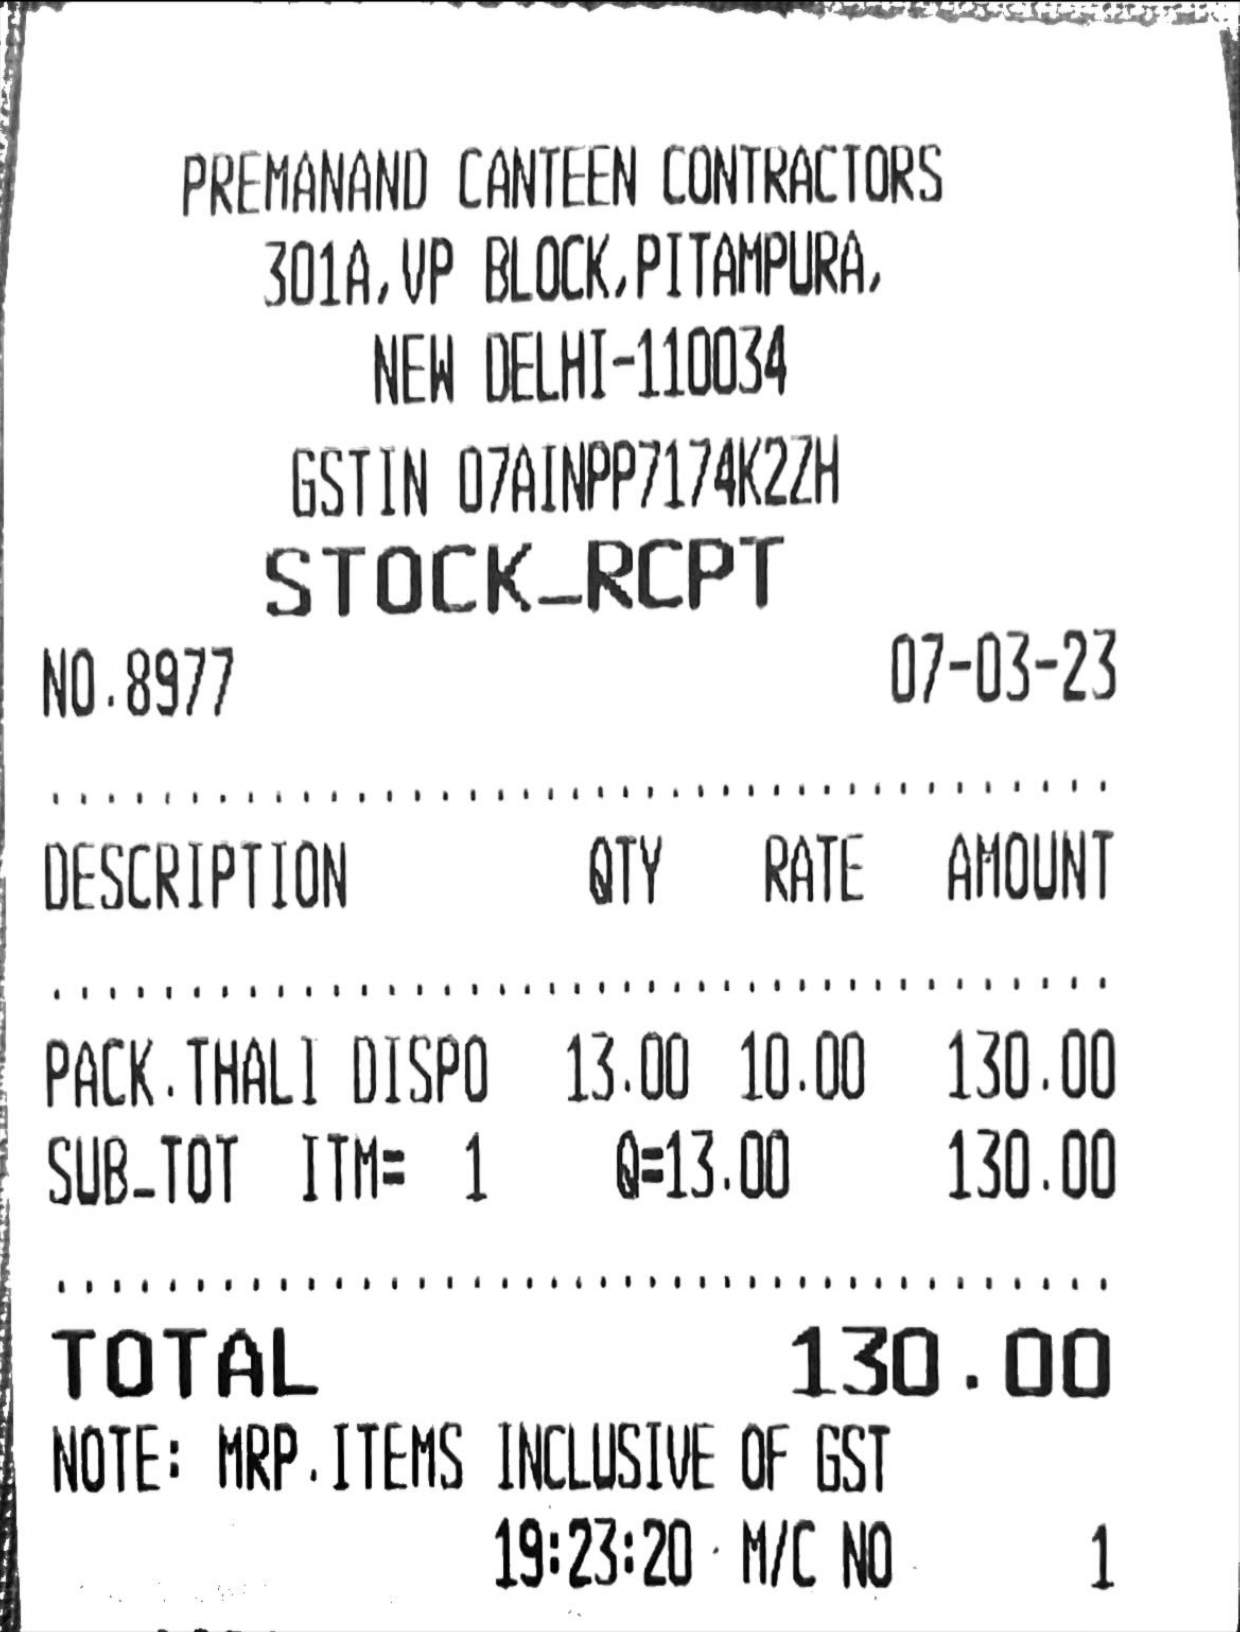 PREMANAND CANTEEN CONTRACTORS
301A,VP BLOCK,PITAMPURA,
NEW DELHI-110034
GSTIN 07AINPP7174K2ZH
STOCK_RCPT
NO.8977 07-03-23
DESCRIPTION QTY RATE AMOUNT
PACK.THALI DISPO 13.00 10.00 130.00
SUB_TOT ITM= 1 Q=13.00 130.00
TOTAL 130.00
NOTE: MRP.ITEMS INCLUSIVE OF GST
19:23:20 M/C NO 1